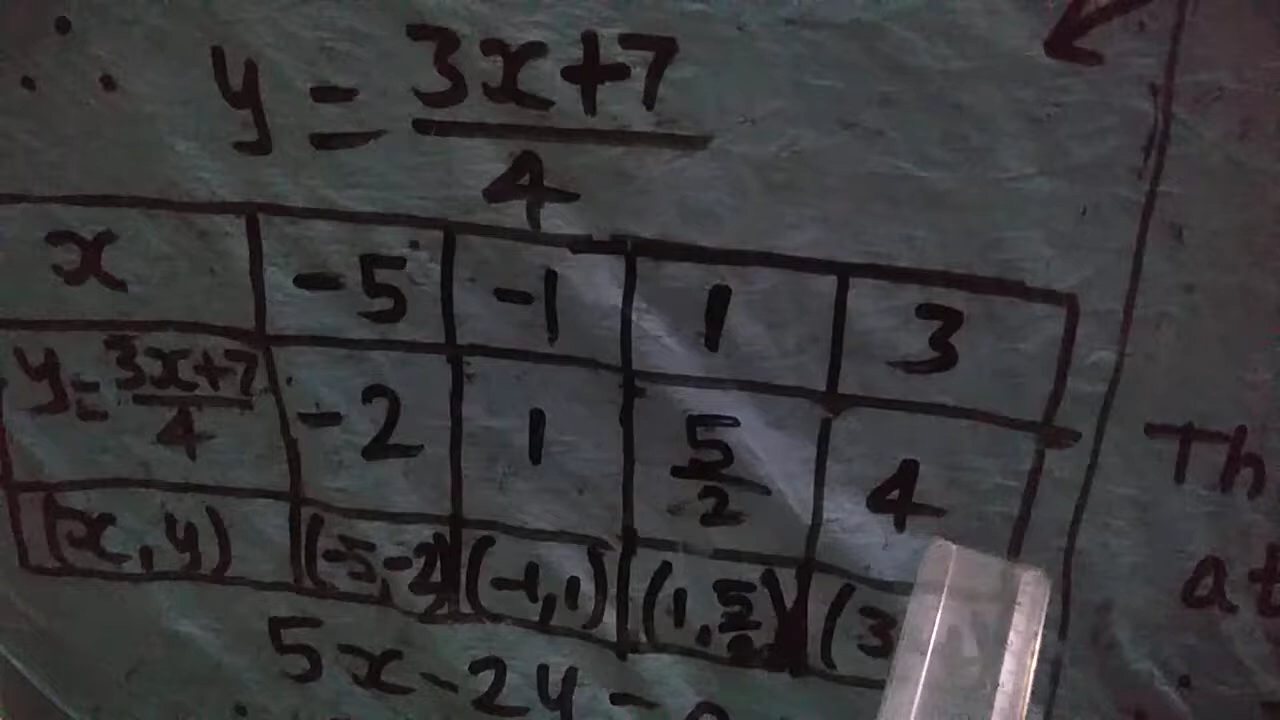 ∴ y = 3x+7/4
x -5 -1 1 3
y = 3x+7/4 -2 1 5/2 4
(x, y) (-5,-2) (-1,1) (1, 5/2) (3
5x-2y
Th
at